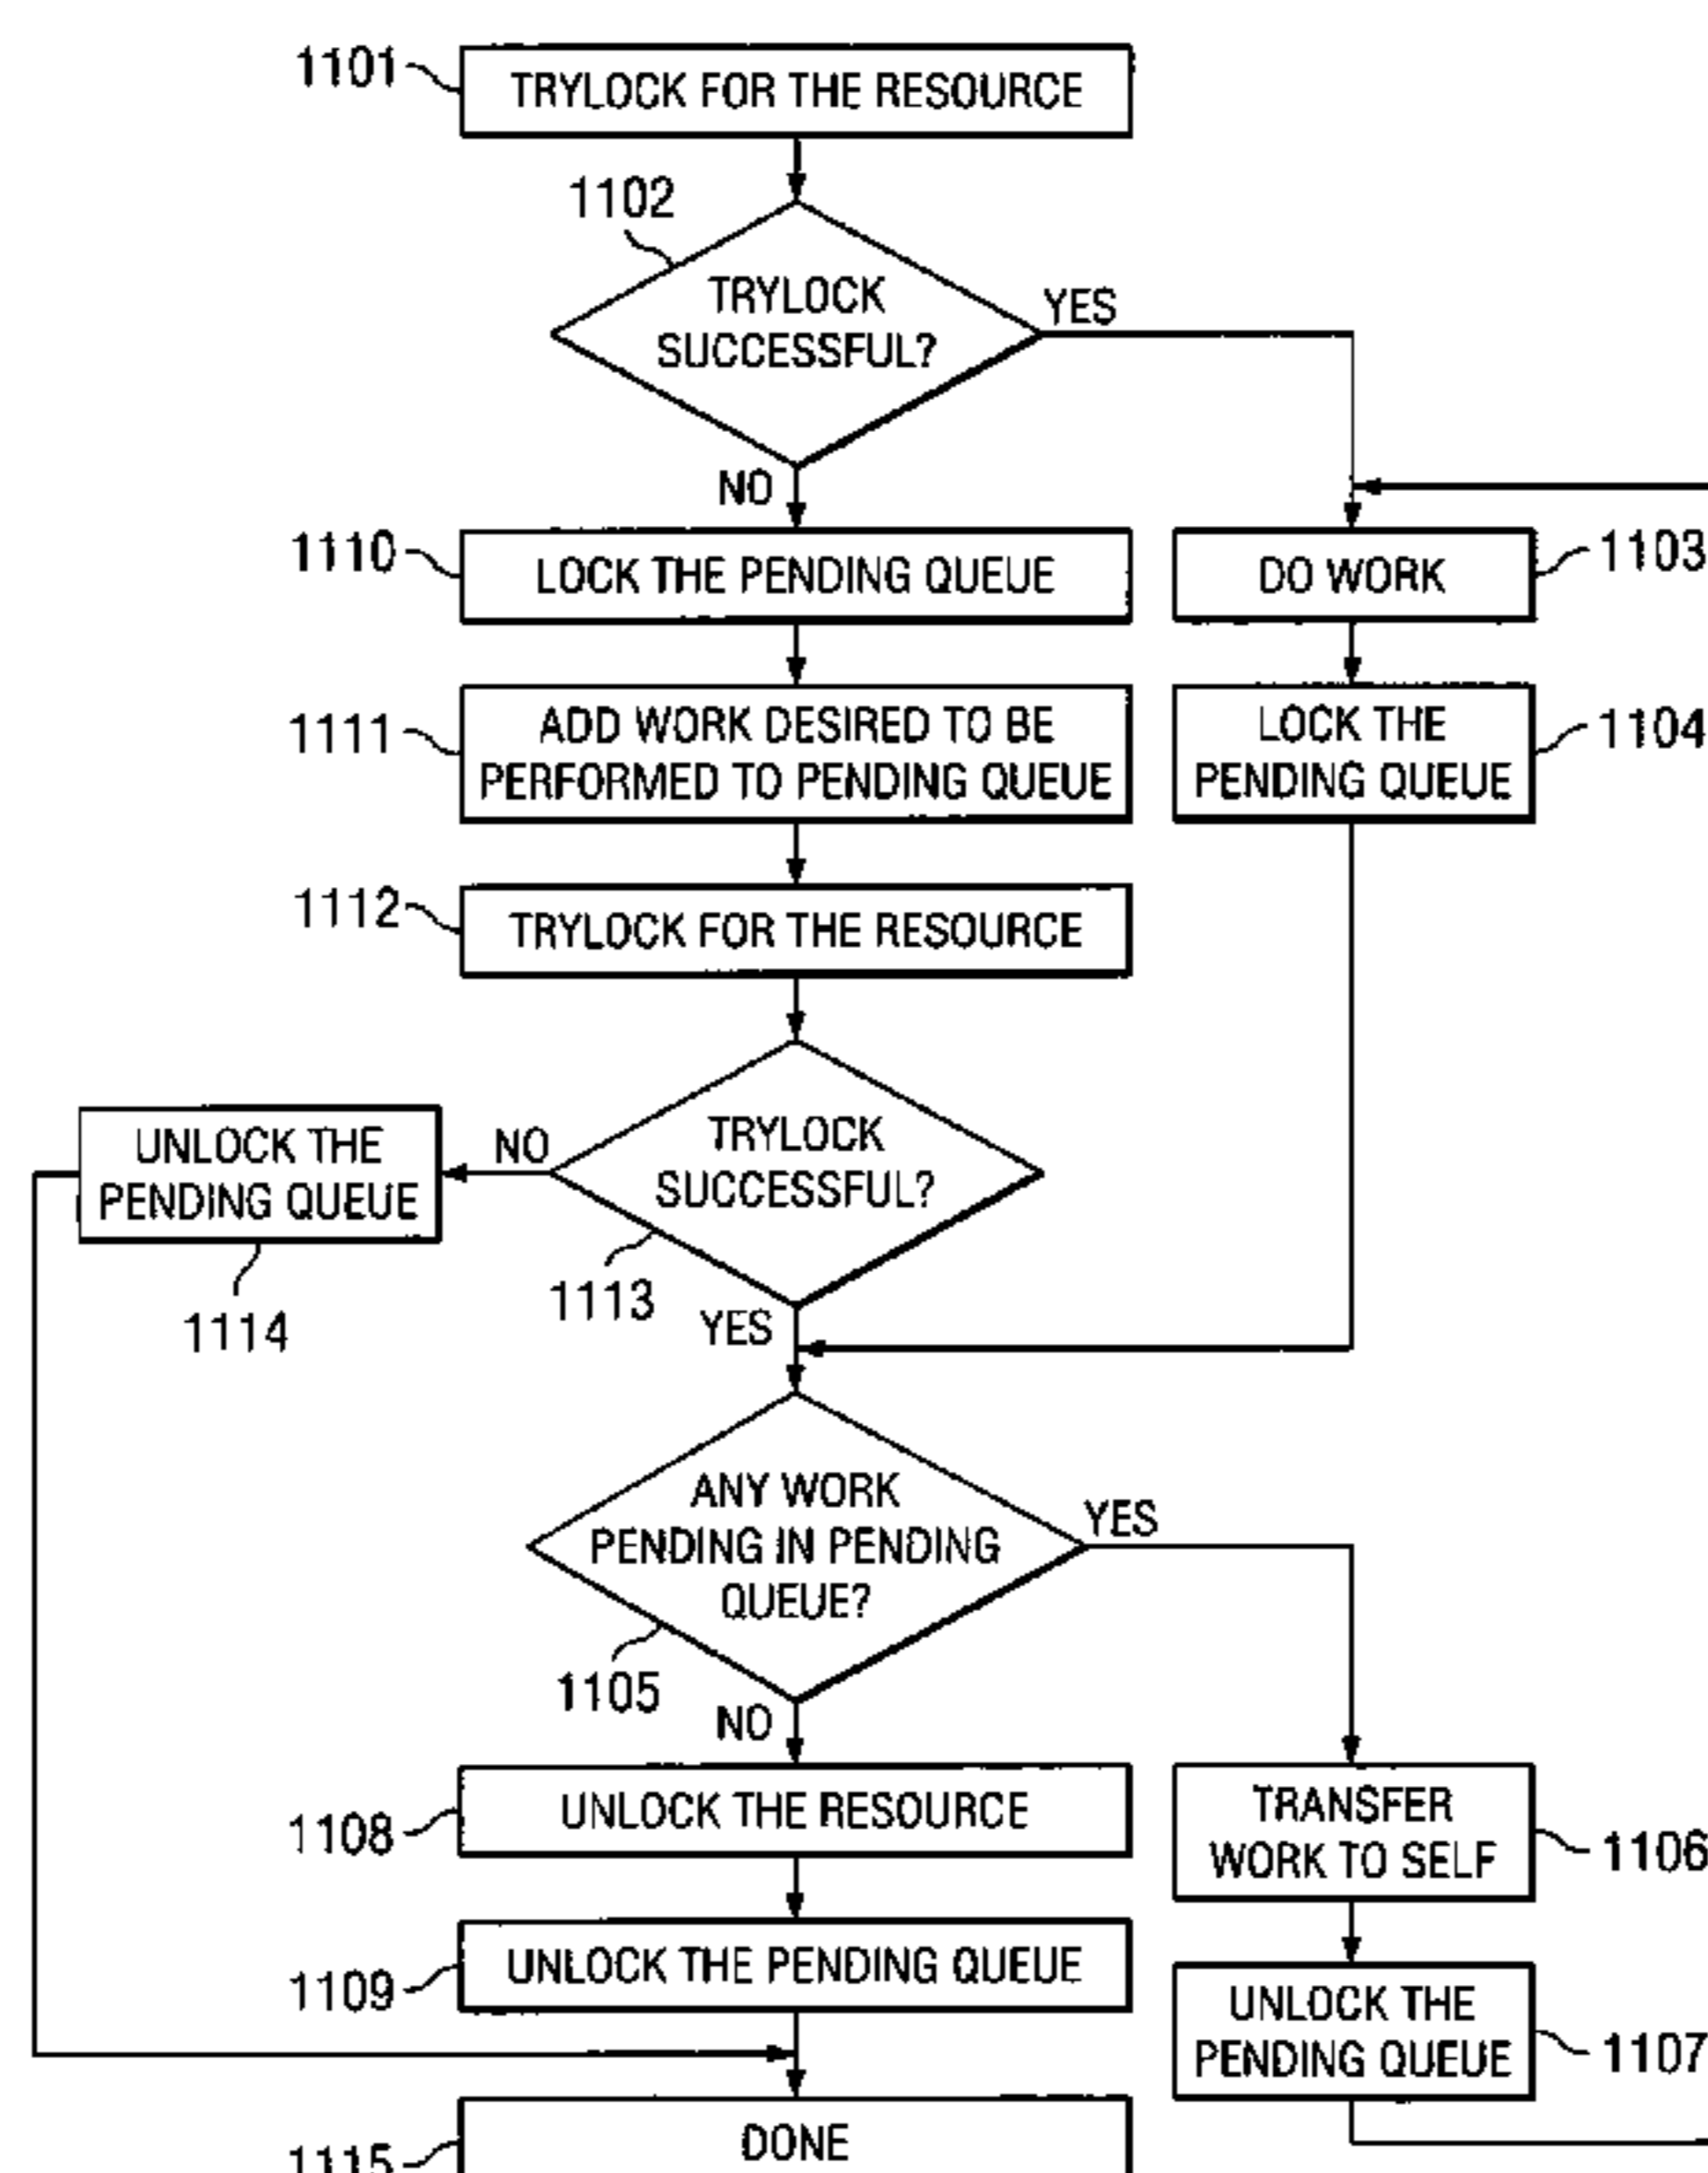 1101
TRYLOCK FOR THE RESOURCE
1102
TRYLOCK
SUCCESSFUL?
YES
NO
1110
LOCK THE PENDING QUEUE
DO WORK
1103
1111
ADD WORK DESIRED TO BE
PERFORMED TO PENDING QUEUE
LOCK THE
PENDING QUEUE
1104
1112
TRYLOCK FOR THE RESOURCE
UNLOCK THE
PENDING QUEUE
1114
NO
TRYLOCK
SUCCESSFUL?
1113
YES
ANY WORK
PENDING IN PENDING
QUEUE?
YES
1105
NO
1108
UNLOCK THE RESOURCE
TRANSFER
WORK TO SELF
1106
1109
UNLOCK THE PENDING QUEUE
UNLOCK THE
PENDING QUEUE
1107
1115
DONE